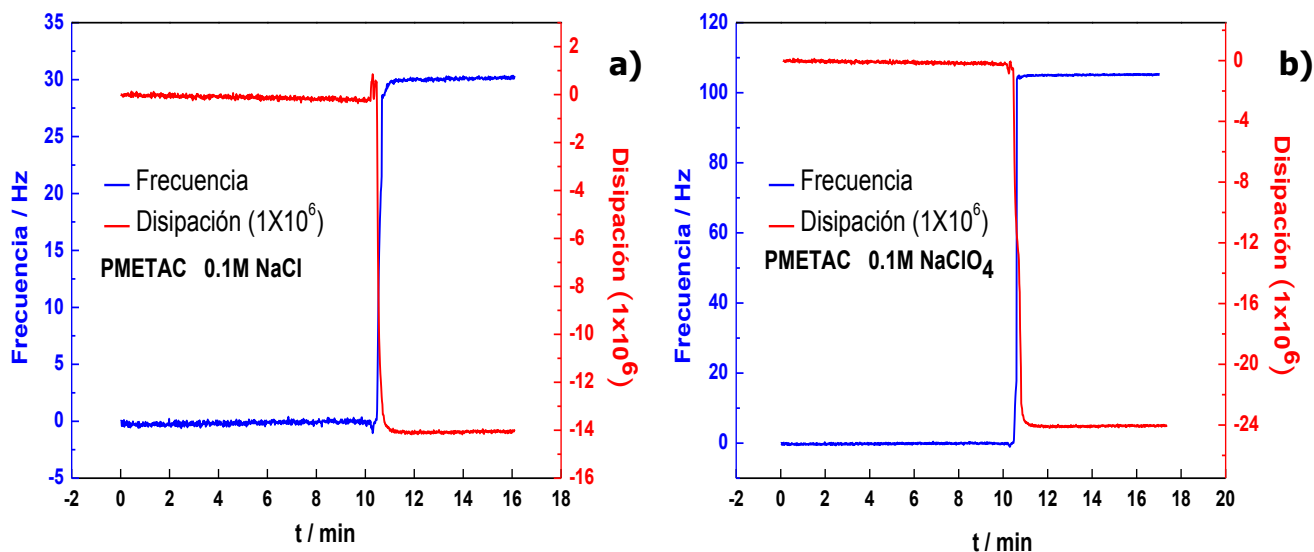 a)
Frecuencia / Hz
35
30
25
20
15
10
5
0
-5
Frecuencia
Disipación (1X10⁶)
PMETAC 0.1M NaCl
2
0
-2
-4
-6
-8
-10
-12
-14
-16
Disipación (1x10⁶)
-2 0 2 4 6 8 10 12 14 16 18
t / min
b)
Frecuencia / Hz
120
100
80
60
40
20
0
Frecuencia
Disipación (1X10⁶)
PMETAC 0.1M NaClO₄
0
-4
-8
-12
-16
-20
-24
Disipación (1x10⁶)
-2 0 2 4 6 8 10 12 14 16 18 20
t / min